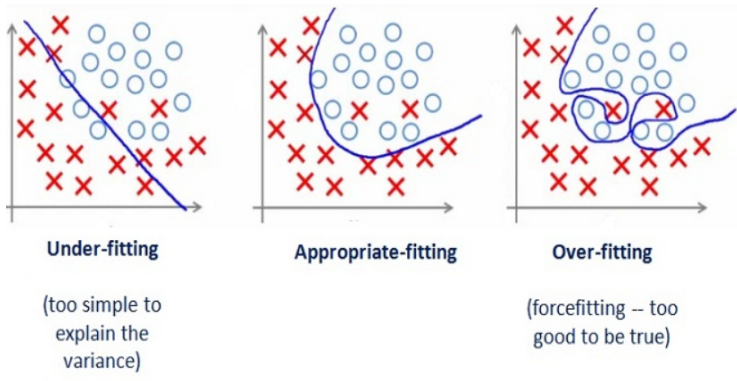 Under-fitting
Appropriate-fitting
Over-fitting
(too simple to
explain the
variance)
(forcefitting -- too
good to be true)